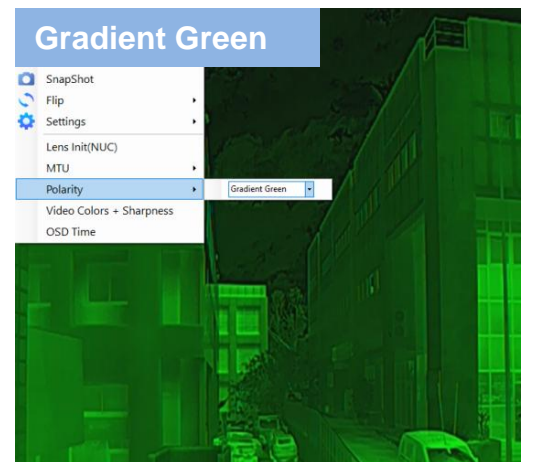 Gradient Green
SnapShot
Flip
Settings
Lens Init(NUC)
MTU
Polarity
Gradient Green
Video Colors + Sharpness
OSD Time